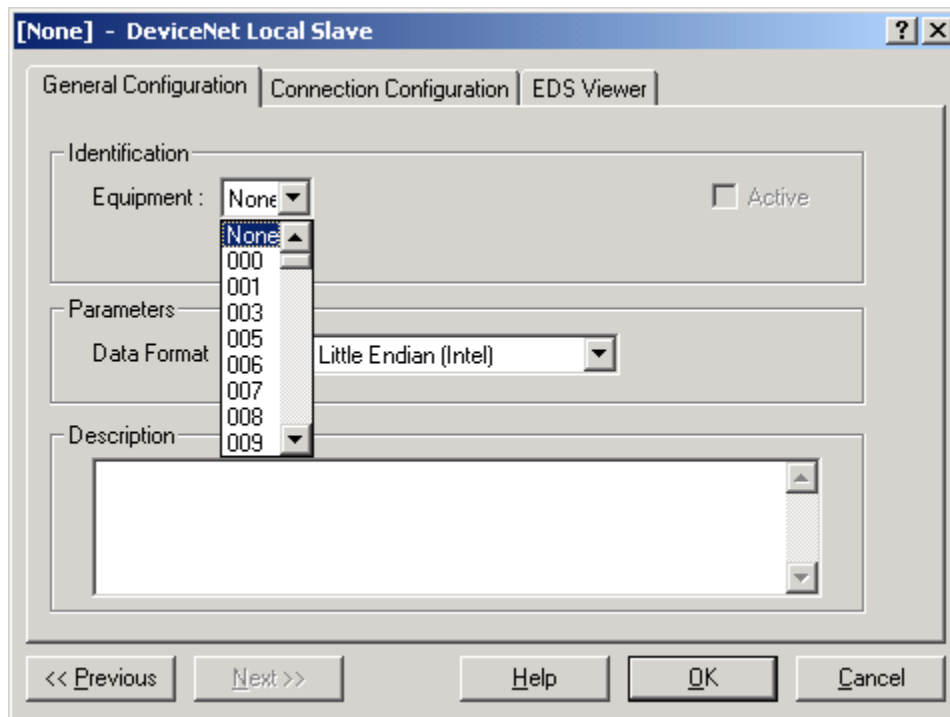 [None] - DeviceNet Local Slave
General Configuration
Connection Configuration
EDS Viewer
Identification
Equipment :
None
Active
None
000
001
003
005
006
007
008
009
Parameters
Data Format
Little Endian (Intel)
Description
<< Previous
Next >>
Help
OK
Cancel